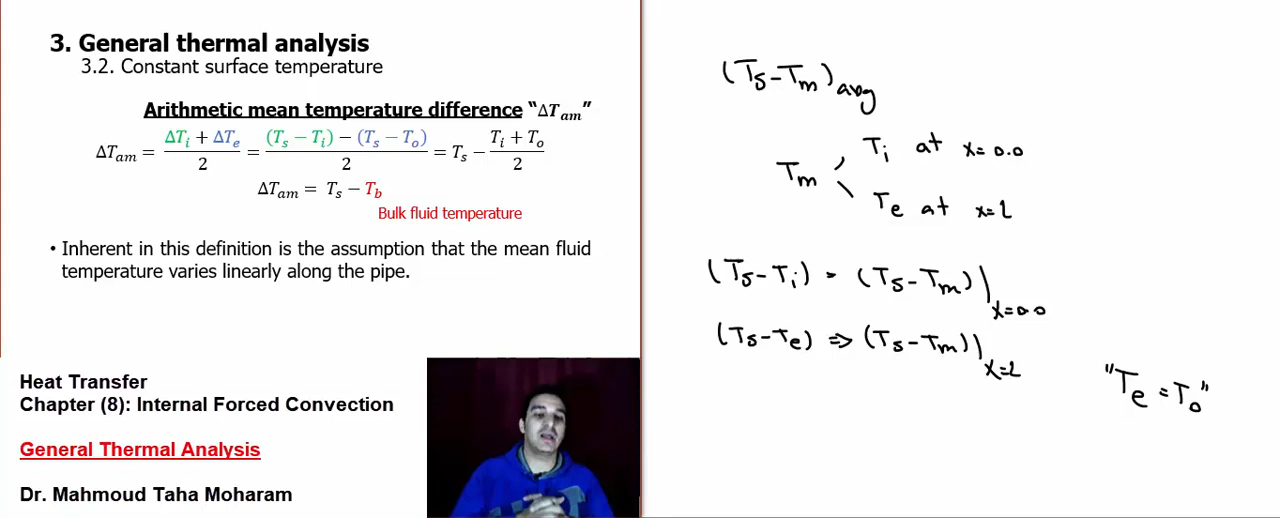 3. General thermal analysis
3.2. Constant surface temperature
Arithmetic mean temperature difference "ΔT_am"
ΔT_am = (ΔT_i + ΔT_e)/2 = ((T_s − T_i) − (T_s − T_o))/2 = T_s − (T_i + T_o)/2
ΔT_am = T_s − T_b
Bulk fluid temperature
• Inherent in this definition is the assumption that the mean fluid
temperature varies linearly along the pipe.
Heat Transfer
Chapter (8): Internal Forced Convection
General Thermal Analysis
Dr. Mahmoud Taha Moharam
(T_s - T_m)_avg
T_i at x = 0.0
T_m
T_e at x = L
(T_s - T_i) = (T_s - T_m))_x=0.0
(T_s - T_e) ⇒ (T_s - T_m))_x=L
"T_e = T_o"